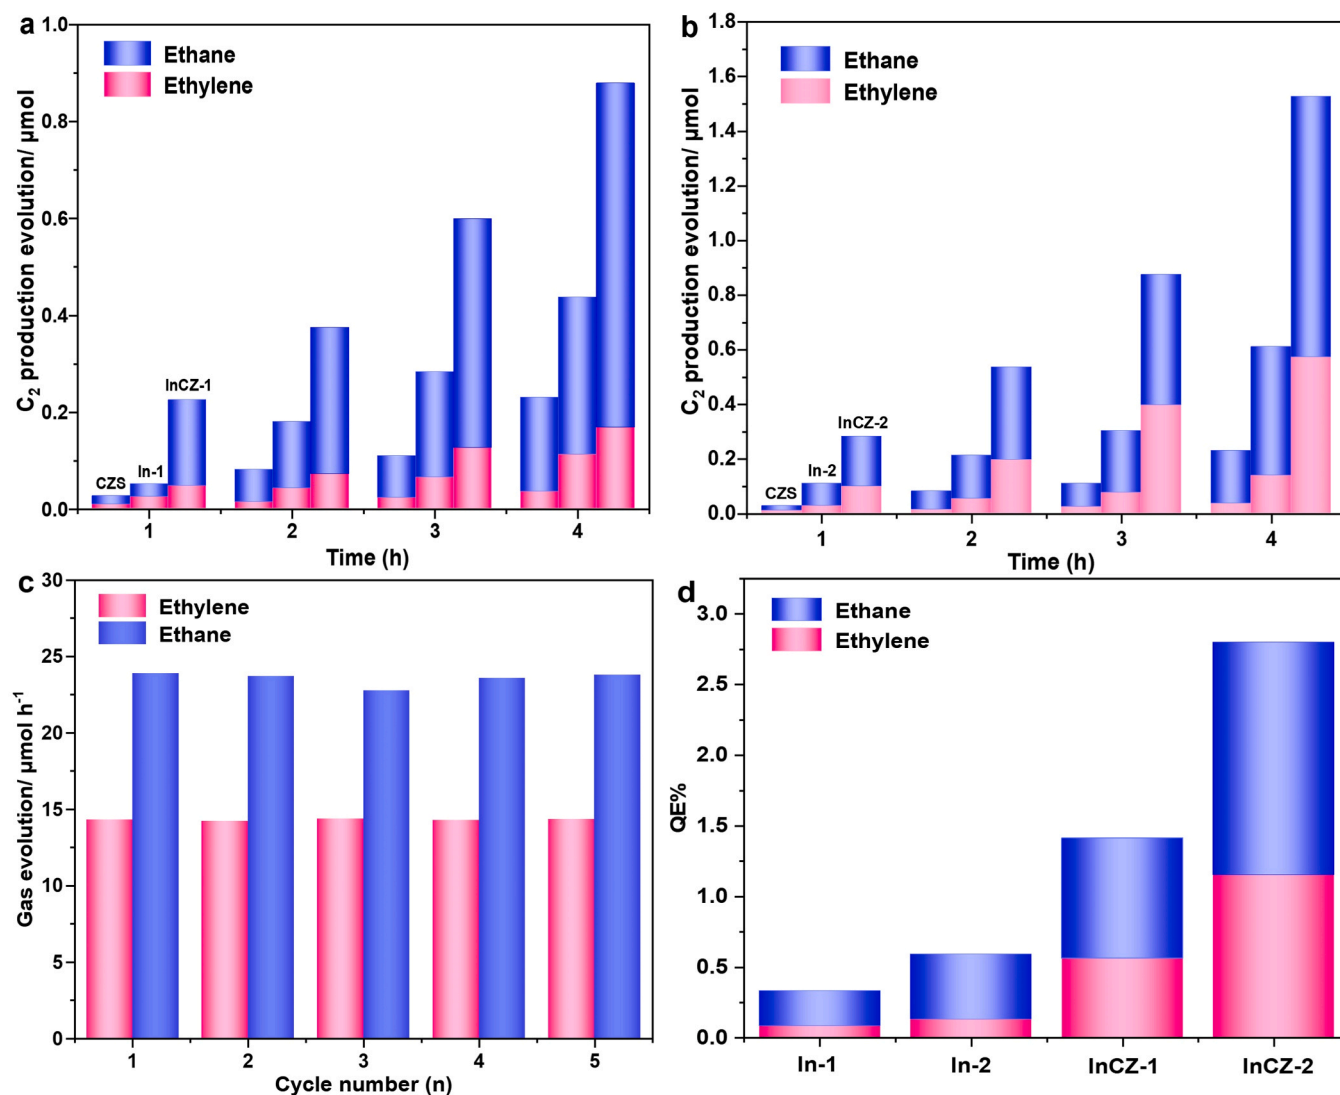 a
Ethane
Ethylene
C₂ production evolution/ μmol
1.0
0.8
0.6
0.4
0.2
0.0
CZS
In-1
InCZ-1
1
2
3
4
Time (h)
b
Ethane
Ethylene
C₂ production evolution/ μmol
1.8
1.6
1.4
1.2
1.0
0.8
0.6
0.4
0.2
0.0
CZS
In-2
InCZ-2
1
2
3
4
Time (h)
c
Ethylene
Ethane
Gas evolution/ μmol h⁻¹
30
25
20
15
10
5
0
1
2
3
4
5
Cycle number (n)
d
Ethane
Ethylene
QE%
3.0
2.5
2.0
1.5
1.0
0.5
0.0
In-1
In-2
InCZ-1
InCZ-2